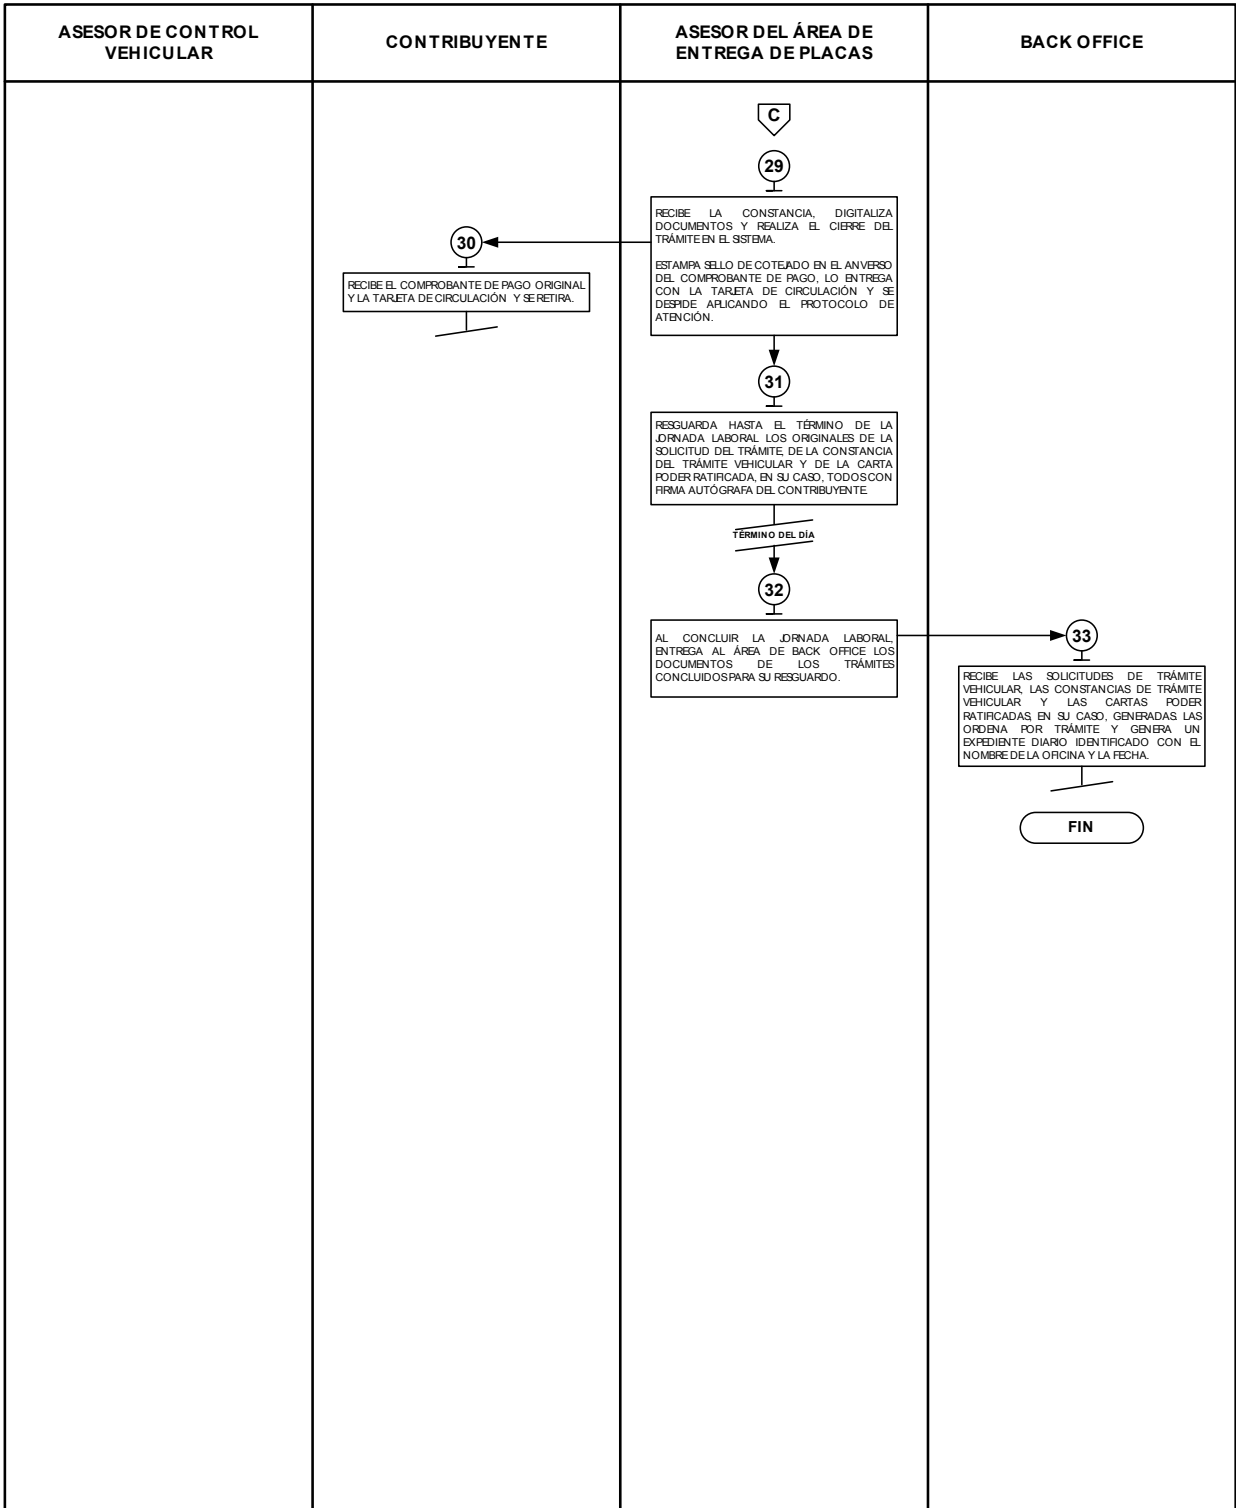 ASESOR DE CONTROL
VEHICULAR
CONTRIBUYENTE
ASESOR DEL ÁREA DE
ENTREGA DE PLACAS
BACK OFFICE
C
29
RECIBE LA CONSTANCIA, DIGITALIZA
DOCUMENTOS Y REALIZA EL CIERRE DEL
TRÁMITE EN EL SISTEMA.
ESTAMPA SELLO DE COTEJADO EN EL ANVERSO
DEL COMPROBANTE DE PAGO, LO ENTREGA
CON LA TARJETA DE CIRCULACIÓN Y SE
DESPIDE APLICANDO EL PROTOCOLO DE
ATENCIÓN.
30
RECIBE EL COMPROBANTE DE PAGO ORIGINAL
Y LA TARJETA DE CIRCULACIÓN Y SE RETIRA.
31
RESGUARDA HASTA EL TÉRMINO DE LA
JORNADA LABORAL LOS ORIGINALES DE LA
SOLICITUD DEL TRÁMITE, DE LA CONSTANCIA
DEL TRÁMITE VEHICULAR Y DE LA CARTA
PODER RATIFICADA, EN SU CASO, TODOS CON
FIRMA AUTÓGRAFA DEL CONTRIBUYENTE.
TÉRMINO DEL DÍA
32
AL CONCLUIR LA JORNADA LABORAL,
ENTREGA AL ÁREA DE BACK OFFICE LOS
DOCUMENTOS DE LOS TRÁMITES
CONCLUIDOS PARA SU RESGUARDO.
33
RECIBE LAS SOLICITUDES DE TRÁMITE
VEHICULAR, LAS CONSTANCIAS DE TRÁMITE
VEHICULAR Y LAS CARTAS PODER
RATIFICADAS, EN SU CASO, GENERADAS. LAS
ORDENA POR TRÁMITE Y GENERA UN
EXPEDIENTE DIARIO IDENTIFICADO CON EL
NOMBRE DE LA OFICINA Y LA FECHA.
FIN